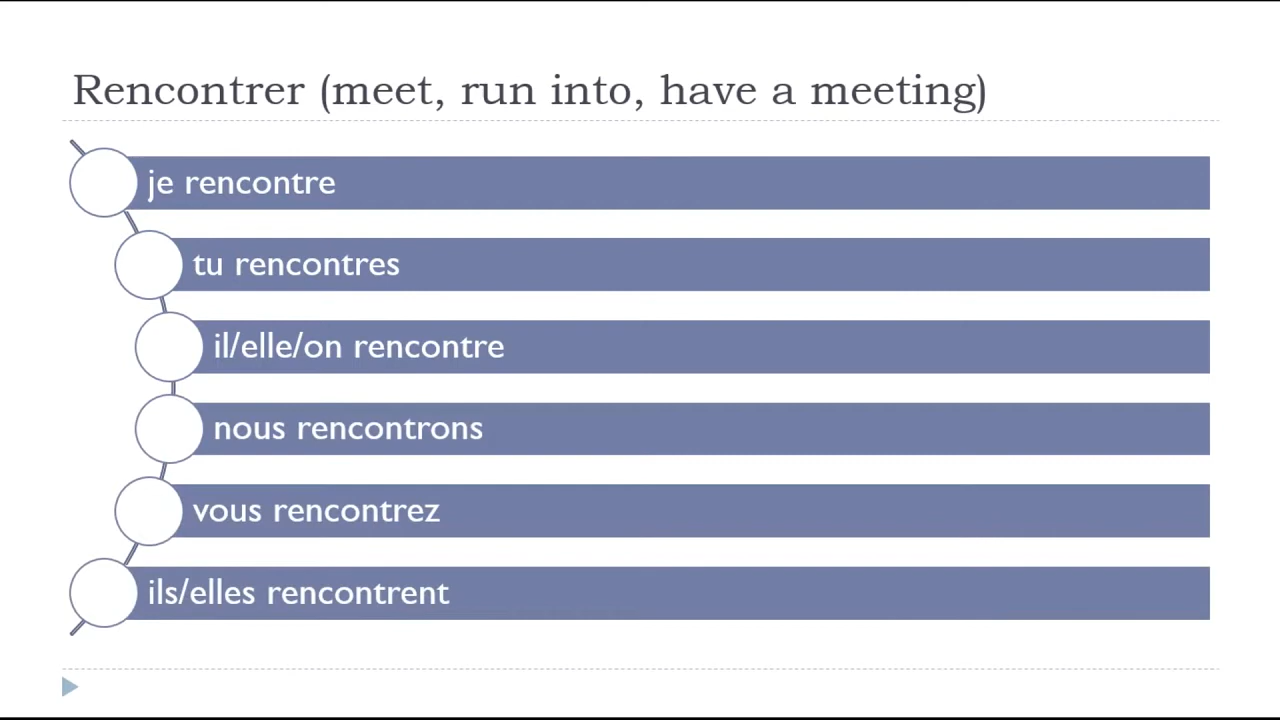 Rencontrer (meet, run into, have a meeting)
je rencontre
tu rencontres
il/elle/on rencontre
nous rencontrons
vous rencontrez
ils/elles rencontrent